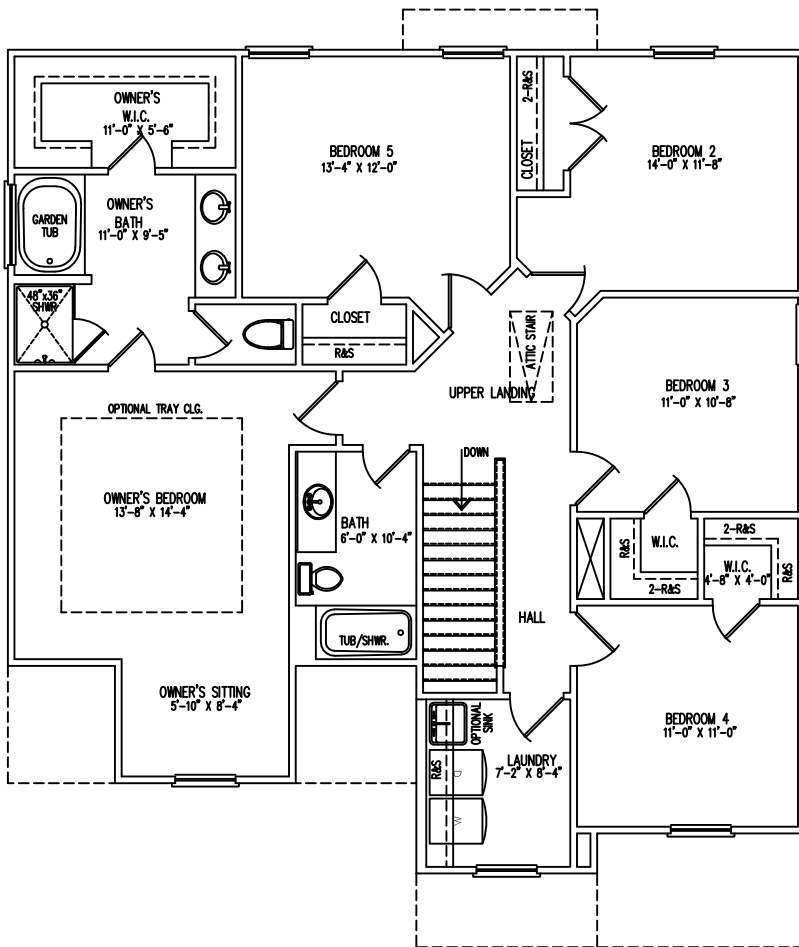 OWNER'S
W.I.C.
11'-0" X 5'-6"
BEDROOM 5
13'-4" X 12'-0"
2-R&S
CLOSET
BEDROOM 2
14'-0" X 11'-8"
GARDEN
TUB
OWNER'S
BATH
11'-0" X 9'-5"
48"x36"
SHWR
CLOSET
R&S
ATTIC STAIR
UPPER LANDING
BEDROOM 3
11'-0" X 10'-8"
OPTIONAL TRAY CLG.
OWNER'S BEDROOM
13'-8" X 14'-4"
DOWN
BATH
6'-0" X 10'-4"
R&S
W.I.C.
2-R&S
2-R&S
W.I.C.
4'-8" X 4'-0"
R&S
TUB/SHWR.
HALL
OWNER'S SITTING
5'-10" X 8'-4"
OPTIONAL
SINK
R&S
D
W
LAUNDRY
7'-2" X 8'-4"
BEDROOM 4
11'-0" X 11'-0"